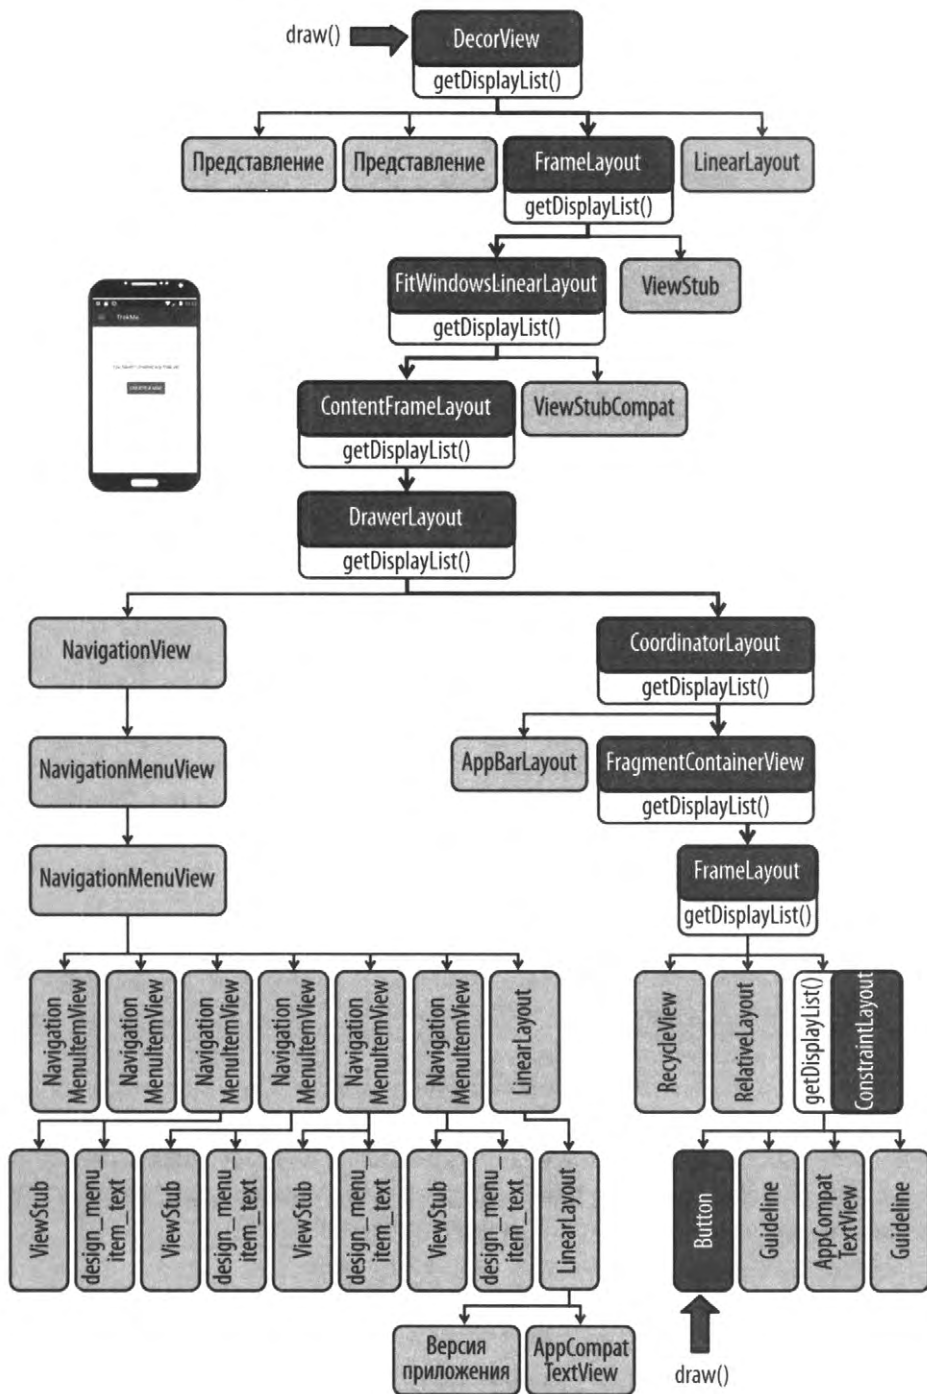 draw()
DecorView
getDisplayList()
Представление
Представление
FrameLayout
getDisplayList()
LinearLayout
FitWindowsLinearLayout
getDisplayList()
ViewStub
TrekMe
ContentFrameLayout
getDisplayList()
ViewStubCompat
DrawerLayout
getDisplayList()
NavigationView
CoordinatorLayout
getDisplayList()
NavigationMenuView
AppBarLayout
FragmentContainerView
getDisplayList()
NavigationMenuView
FrameLayout
getDisplayList()
Navigation
MenuItemView
Navigation
MenuItemView
Navigation
MenuItemView
Navigation
MenuItemView
Navigation
MenuItemView
Navigation
MenuItemView
LinearLayout
RecycleView
RelativeLayout
getDisplayList()
ConstraintLayout
ViewStub
design_menu_
item_text
ViewStub
design_menu_
item_text
ViewStub
design_menu_
item_text
ViewStub
design_menu_
item_text
LinearLayout
Button
Guideline
AppCompat
TextView
Guideline
Версия
приложения
AppCompat
TextView
draw()